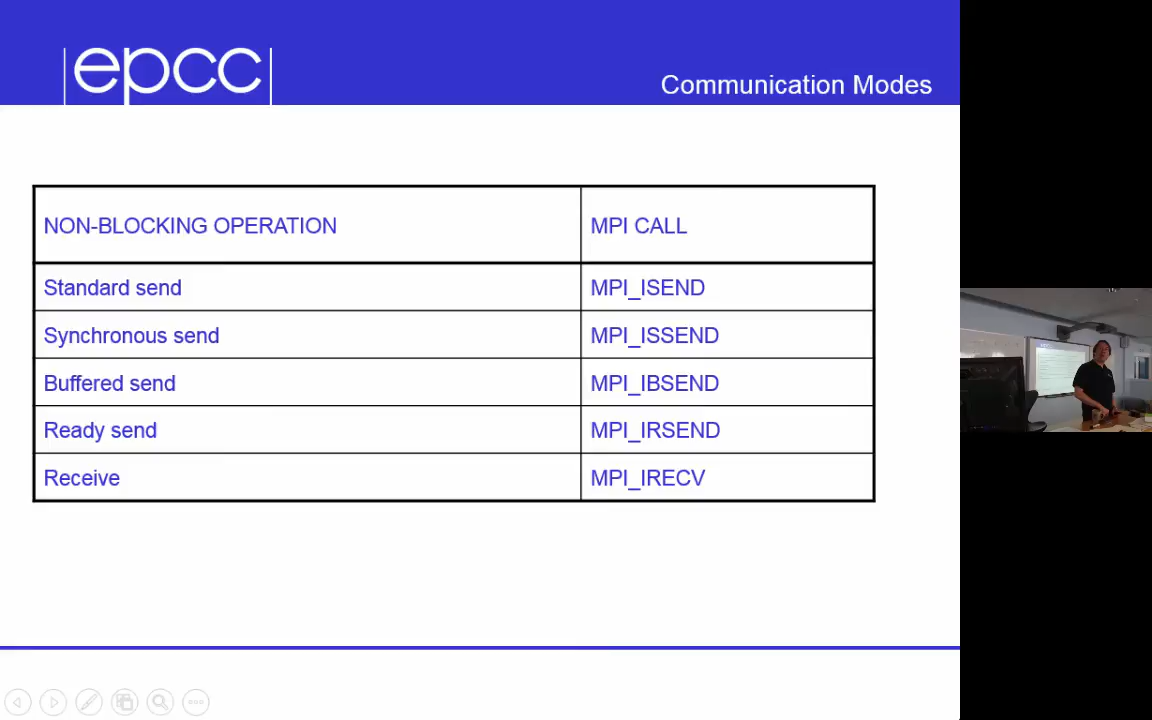 epcc
Communication Modes
NON-BLOCKING OPERATION MPI CALL
Standard send MPI_ISEND
Synchronous send MPI_ISSEND
Buffered send MPI_IBSEND
Ready send MPI_IRSEND
Receive MPI_IRECV